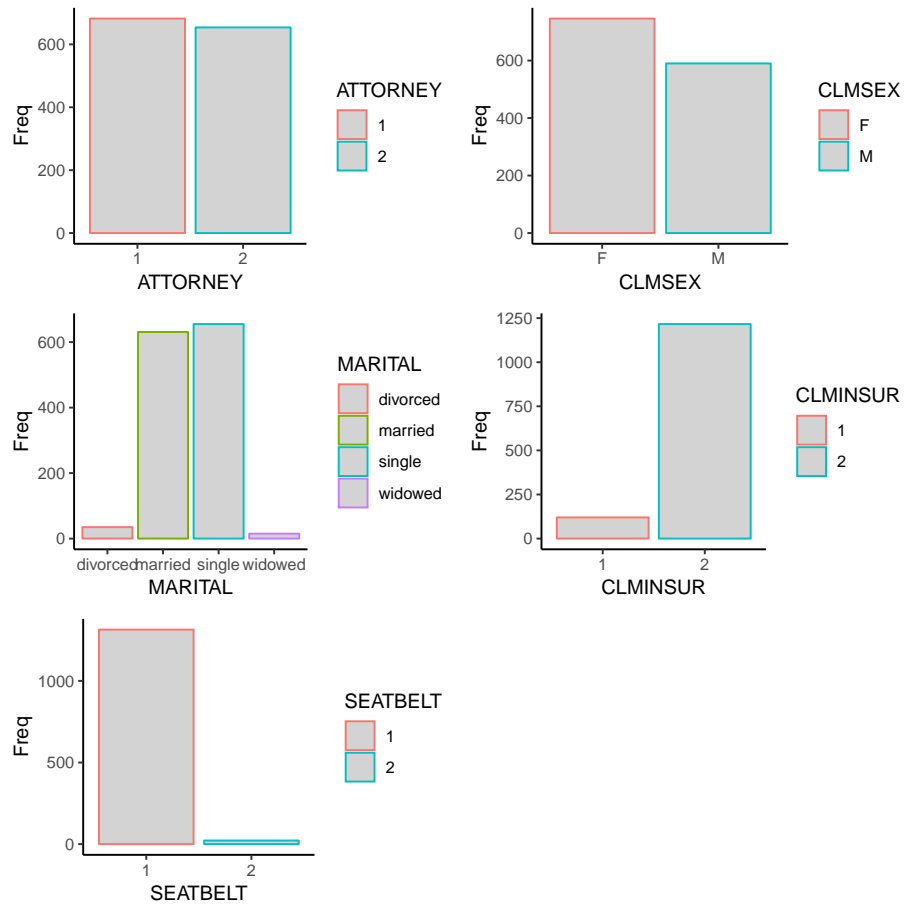 Freq
600
400
200
0
1 2
ATTORNEY
ATTORNEY
1
2
Freq
600
400
200
0
F M
CLMSEX
CLMSEX
F
M
Freq
600
400
200
0
divorced married single widowed
MARITAL
MARITAL
divorced
married
single
widowed
Freq
1250
1000
750
500
250
0
1 2
CLMINSUR
CLMINSUR
1
2
Freq
1000
500
0
1 2
SEATBELT
SEATBELT
1
2